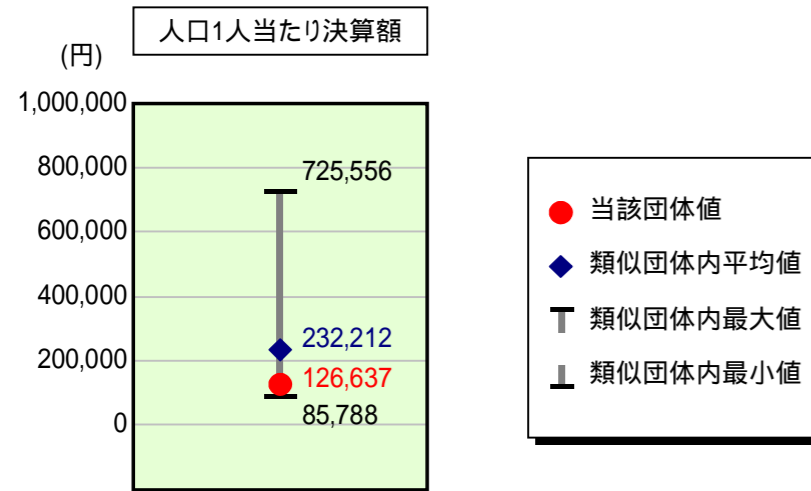 人口1人当たり決算額
(円)
1,000,000
800,000
600,000
400,000
200,000
0
725,556
232,212
126,637
85,788
当該団体値
類似団体内平均値
類似団体内最大値
類似団体内最小値